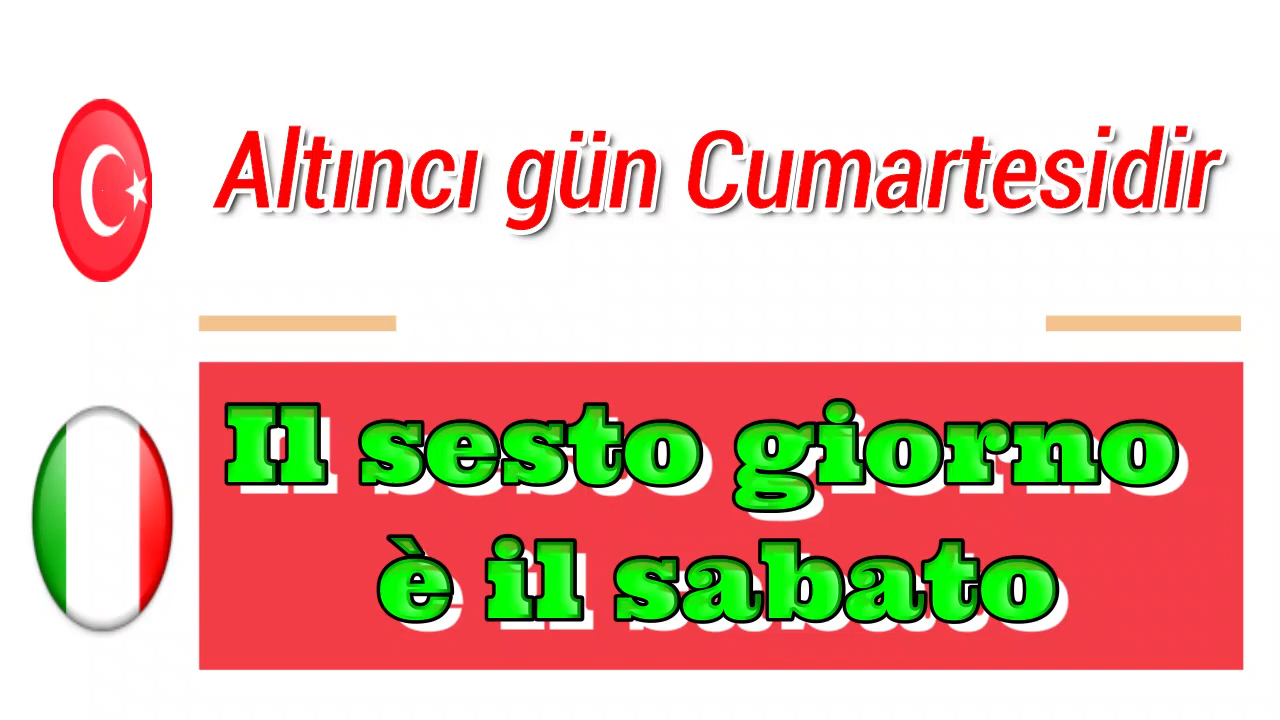 Altıncı gün Cumartesidir
Il sesto giorno
è il sabato